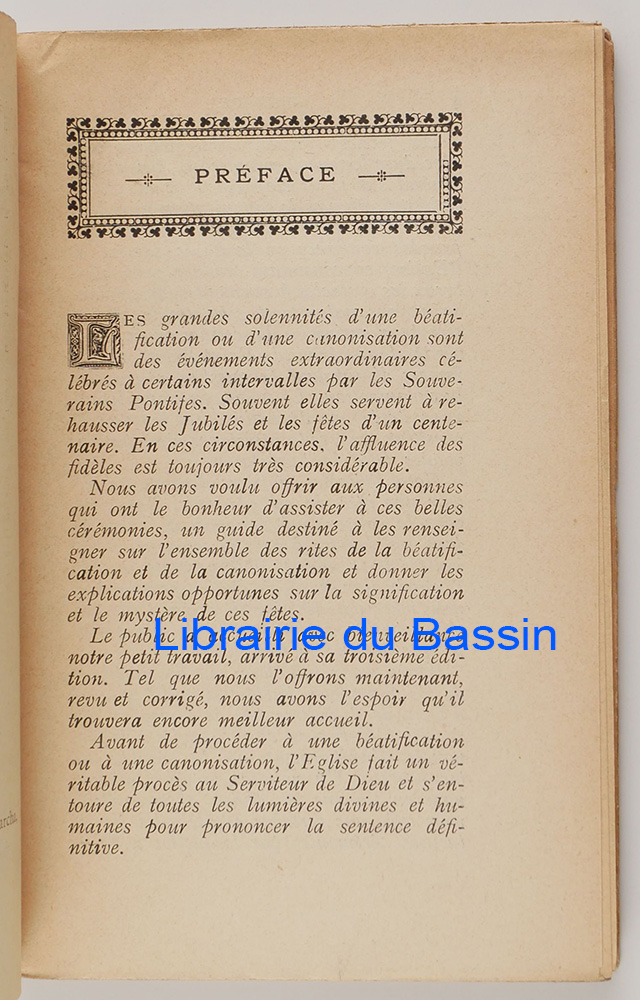 PRÉFACE
LES grandes solennités d'une béati-
fication ou d'une canonisation sont
des événements extraordinaires cé-
lébrés à certains intervalles par les Souve-
rains Pontifes. Souvent elles servent à re-
hausser les Jubilés et les fêtes d'un cente-
naire. En ces circonstances, l'affluence des
fidèles est toujours très considérable.
Nous avons voulu offrir aux personnes
qui ont le bonheur d'assister à ces belles
cérémonies, un guide destiné à les rensei-
gner sur l'ensemble des rites de la béatifi-
cation et de la canonisation et donner les
explications opportunes sur la signification
et le mystère de ces fêtes.
Le public a accueilli avec bienveillance
Librairie du Bassin
notre petit travail, arrivé à sa troisième édi-
tion. Tel que nous l'offrons maintenant,
revu et corrigé, nous avons l'espoir qu'il
trouvera encore meilleur accueil.
Avant de procéder à une béatification
ou à une canonisation, l'Eglise fait un vé-
ritable procès au Serviteur de Dieu et s'en-
toure de toutes les lumières divines et hu-
maines pour prononcer la sentence défi-
nitive.